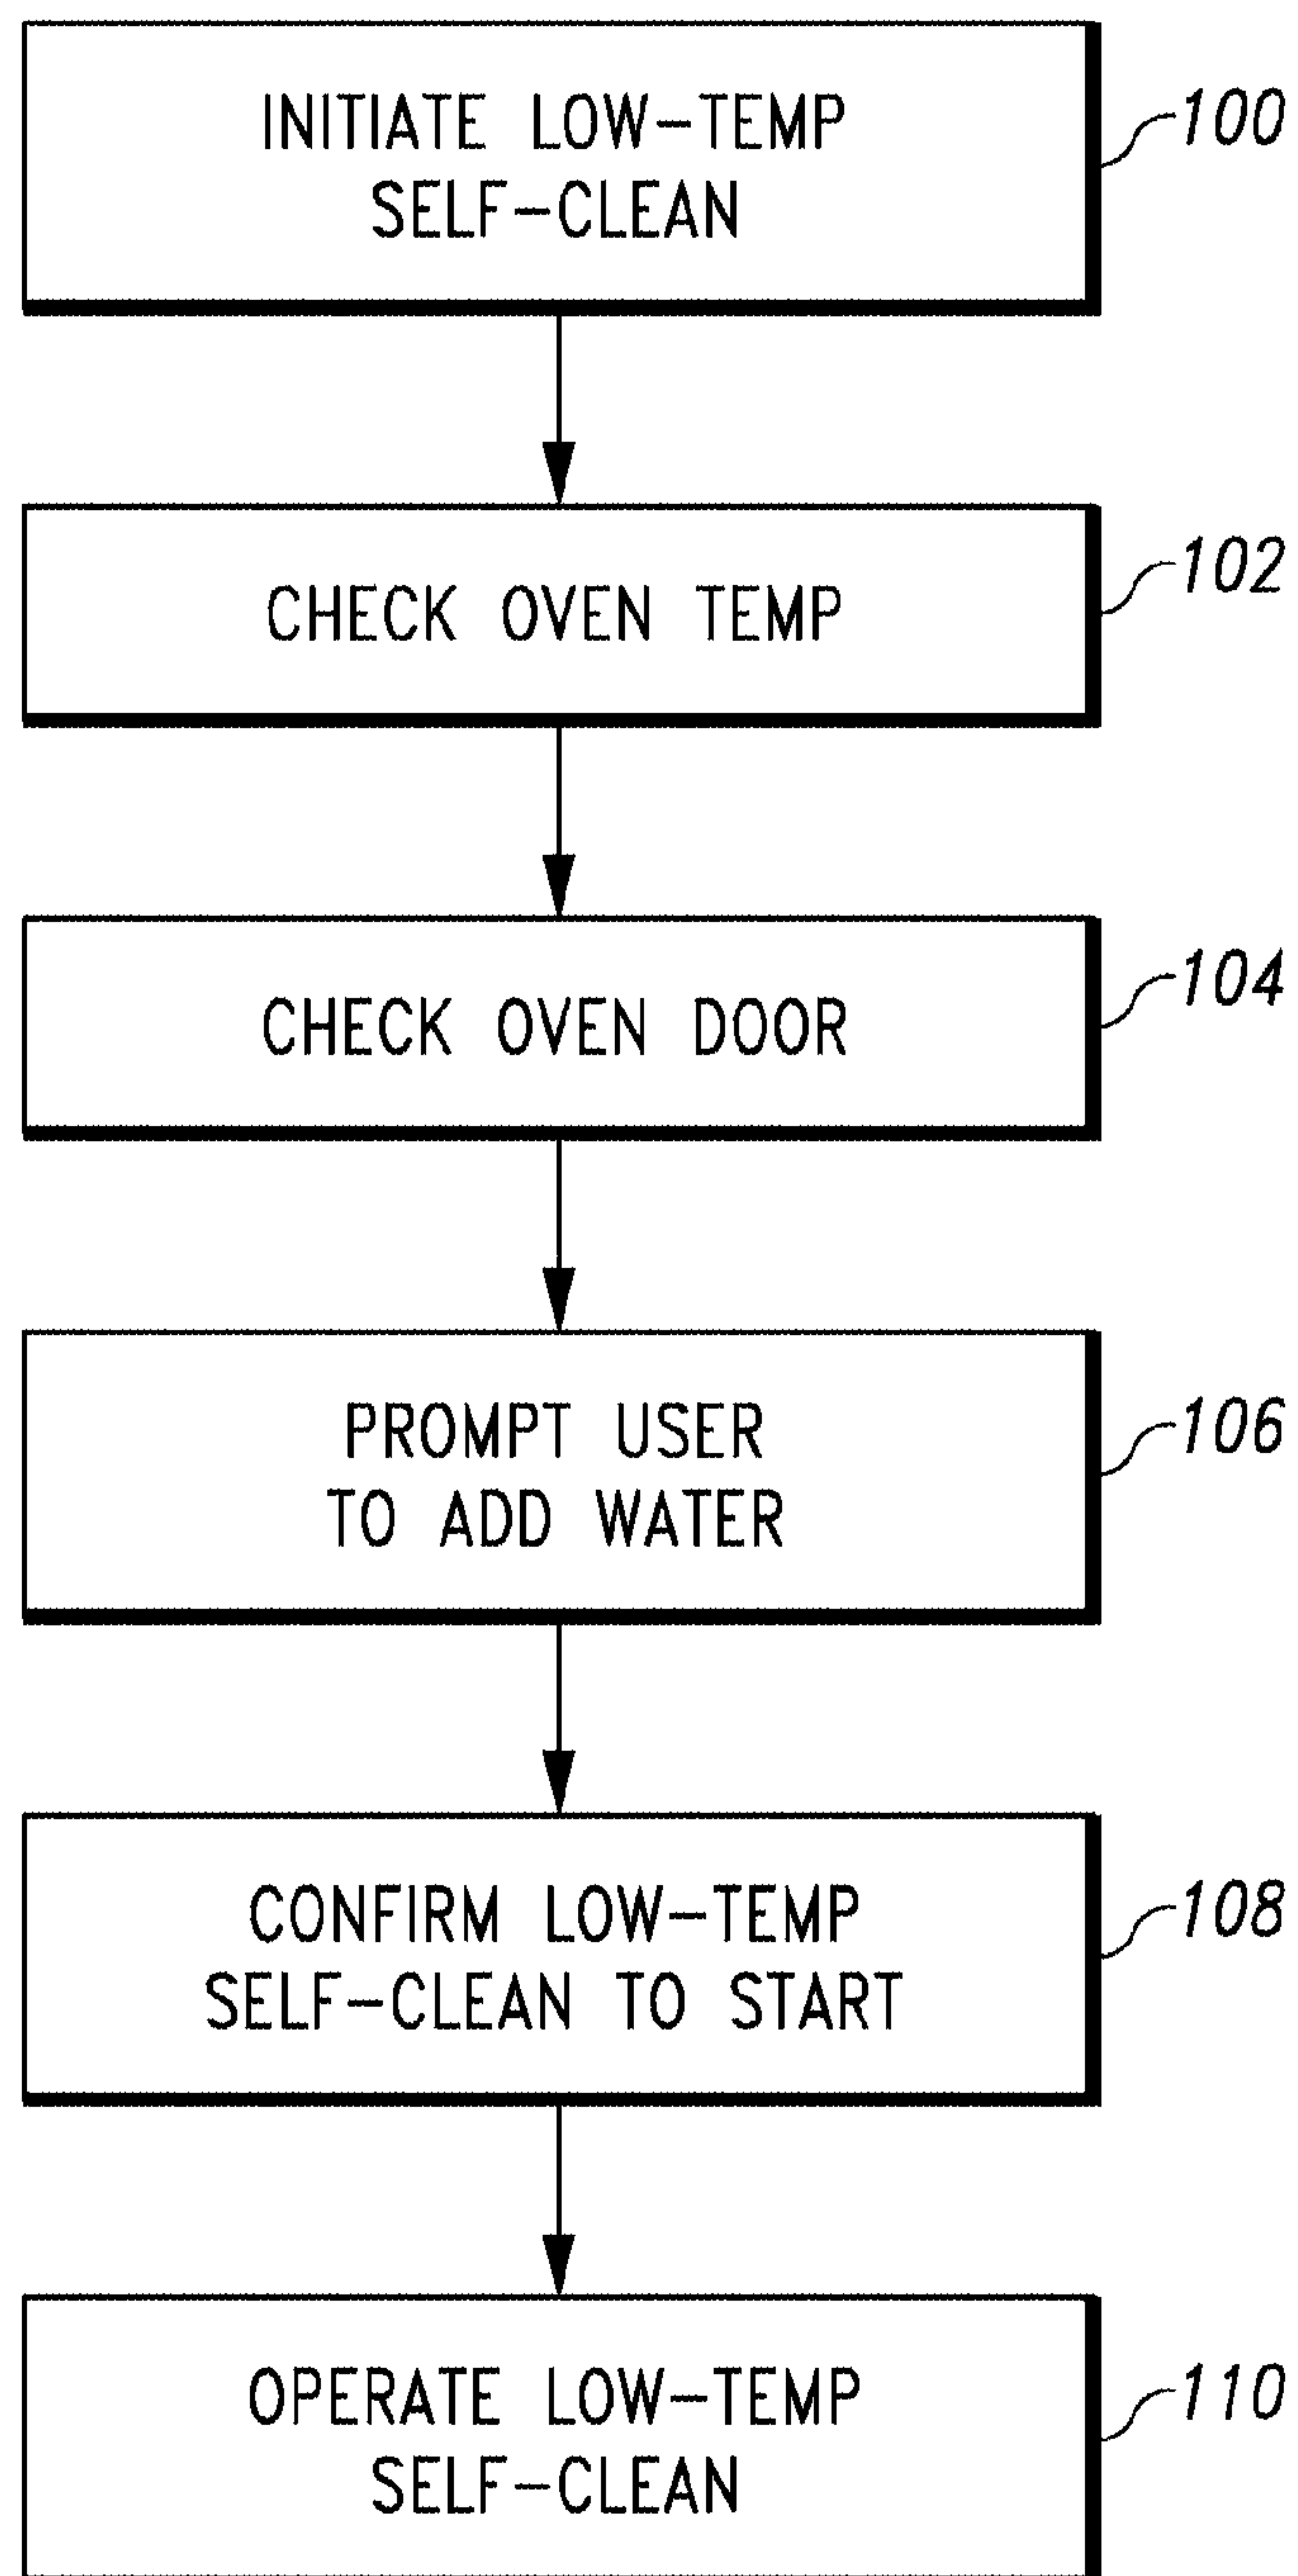 INITIATE LOW-TEMP
SELF-CLEAN
100
CHECK OVEN TEMP
102
CHECK OVEN DOOR
104
PROMPT USER
TO ADD WATER
106
CONFIRM LOW-TEMP
SELF-CLEAN TO START
108
OPERATE LOW-TEMP
SELF-CLEAN
110